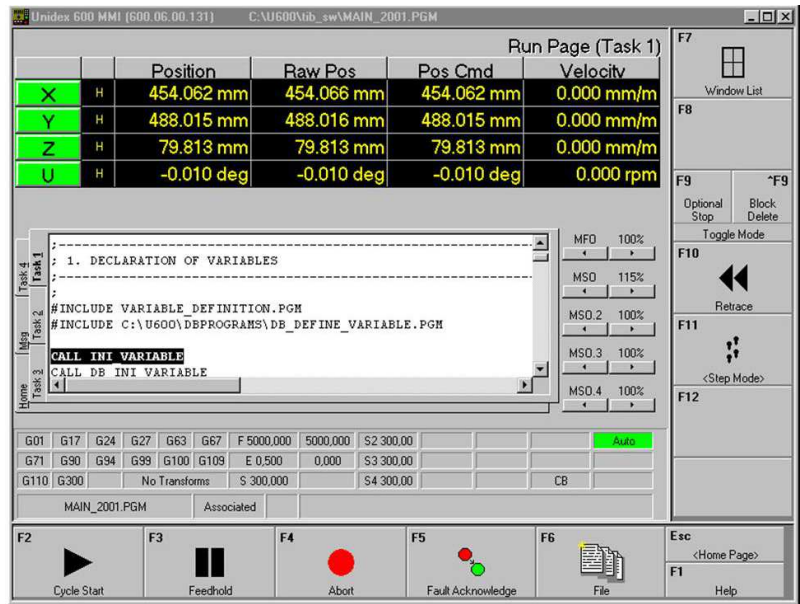 Unidex 600 MMI (600.06.00.131) C:\U600\tib_sw\MAIN_2001.PGM
Run Page (Task 1)
Position Raw Pos Pos Cmd Velocity
X H 454.062 mm 454.066 mm 454.062 mm 0.000 mm/m
Y H 488.015 mm 488.016 mm 488.015 mm 0.000 mm/m
Z H 79.813 mm 79.813 mm 79.813 mm 0.000 mm/m
U H -0.010 deg -0.010 deg -0.010 deg 0.000 rpm
Task 4
Task 1
Msg
Task 2
Home
Task 3
;------------------------------------------------------------
; 1. DECLARATION OF VARIABLES
;------------------------------------------------------------
;
#INCLUDE VARIABLE_DEFINITION.PGM
#INCLUDE C:\U600\DBPROGRAMS\DB_DEFINE_VARIABLE.PGM
CALL INI VARIABLE
CALL DB INI VARIABLE
MFO 100%
MSO 115%
MSO.2 100%
MSO.3 100%
MSO.4 100%
G01 G17 G24 G27 G63 G67 F 5000,000 5000,000 S2 300,00 Auto
G71 G90 G94 G99 G100 G109 E 0,500 0,000 S3 300,00
G110 G300 No Transforms S 300,000 S4 300,00 CB
MAIN_2001.PGM Associated
F7
Window List
F8
F9 ^F9
Optional Stop Block Delete
Toggle Mode
F10
Retrace
F11
<Step Mode>
F12
F2
Cycle Start
F3
Feedhold
F4
Abort
F5
Fault Acknowledge
F6
File
Esc
<Home Page>
F1
Help